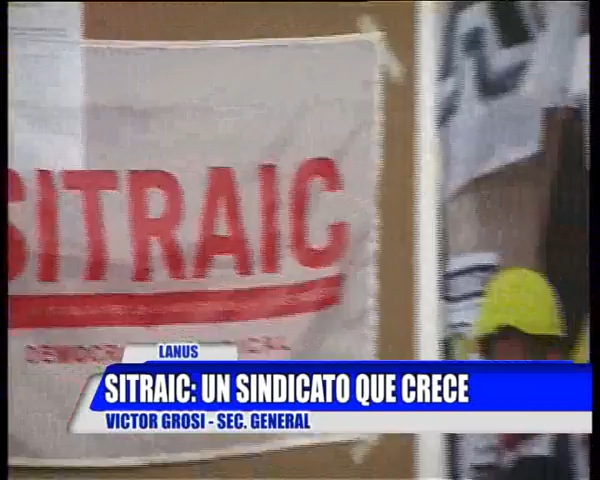 SITRAIC
LANUS
SITRAIC: UN SINDICATO QUE CRECE
VICTOR GROSI - SEC. GENERAL